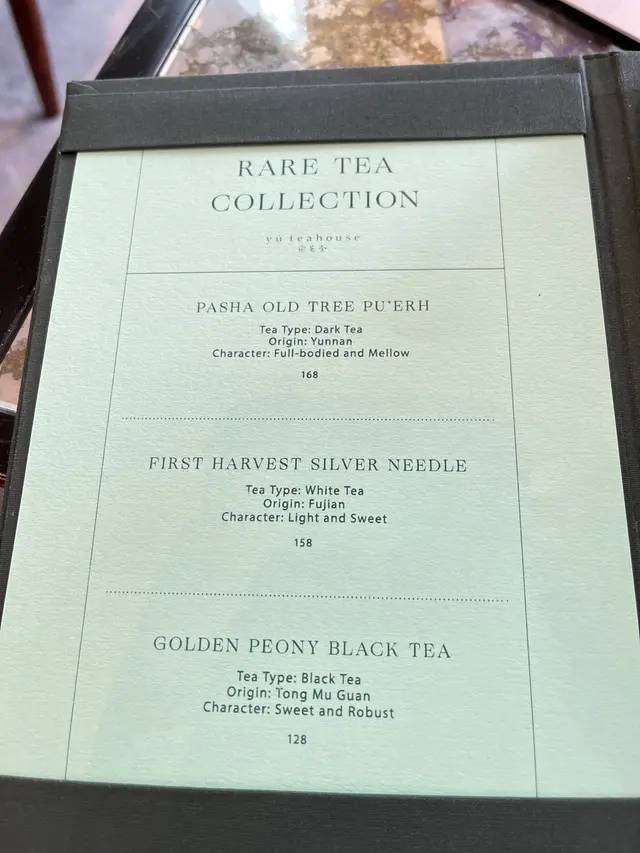 RARE TEA
COLLECTION
yú teahouse
PASHA OLD TREE PU'ERH
Tea Type: Dark Tea
Origin: Yunnan
Character: Full-bodied and Mellow
168
FIRST HARVEST SILVER NEEDLE
Tea Type: White Tea
Origin: Fujian
Character: Light and Sweet
158
GOLDEN PEONY BLACK TEA
Tea Type: Black Tea
Origin: Tong Mu Guan
Character: Sweet and Robust
128